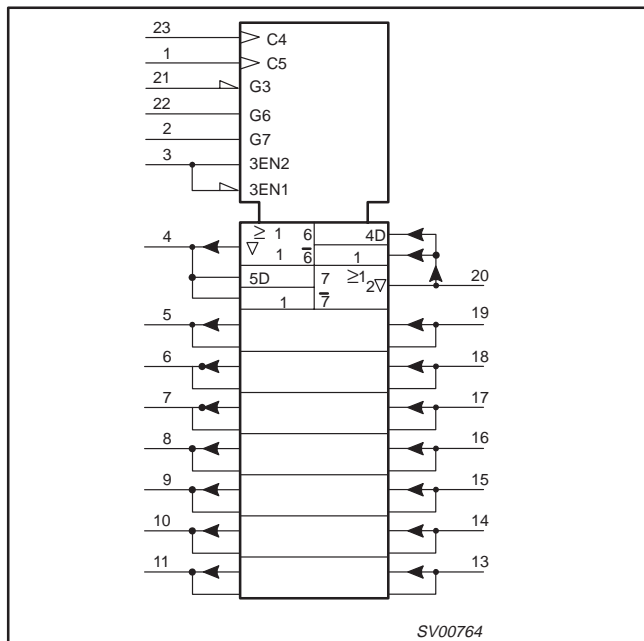 23 C4
1 C5
21 G3
22 G6
2 G7
3 3EN2
3EN1
4 ≥ 1 6 4D
▽ 1 6̅ 1
5D 7 ≥1 2▽ 20
1 7̅
5 19
6 18
7 17
8 16
9 15
10 14
11 13
SV00764